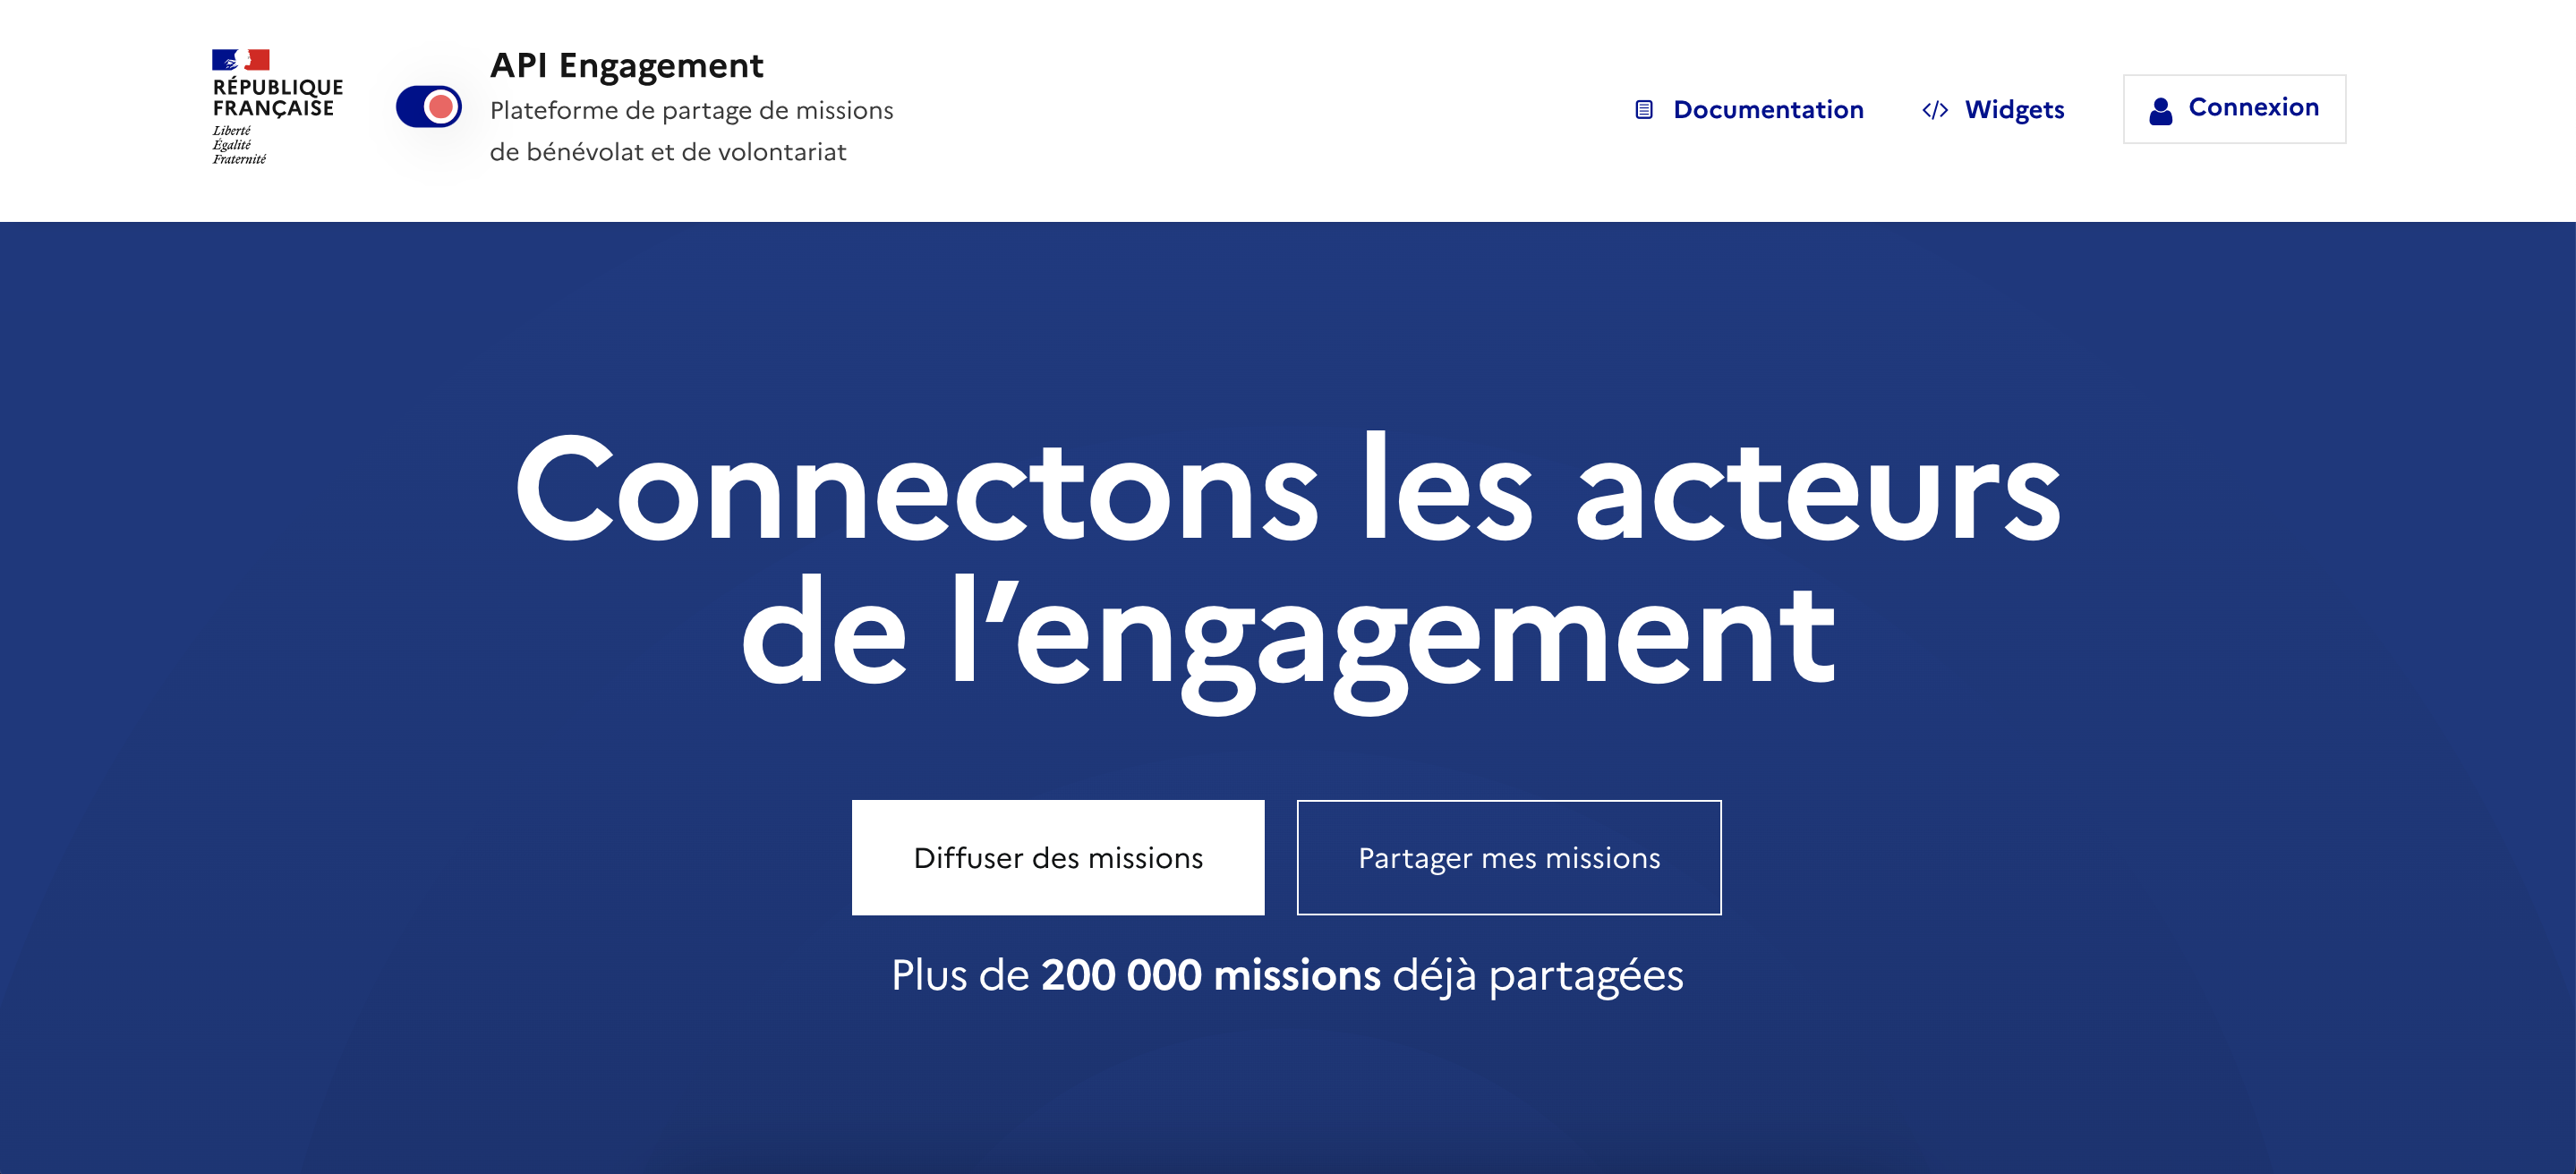 RÉPUBLIQUE
FRANÇAISE
Liberté
Égalité
Fraternité
API Engagement
Plateforme de partage de missions
de bénévolat et de volontariat
Documentation
</> Widgets
Connexion
Connectons les acteurs
de l’engagement
Diffuser des missions
Partager mes missions
Plus de 200 000 missions déjà partagées